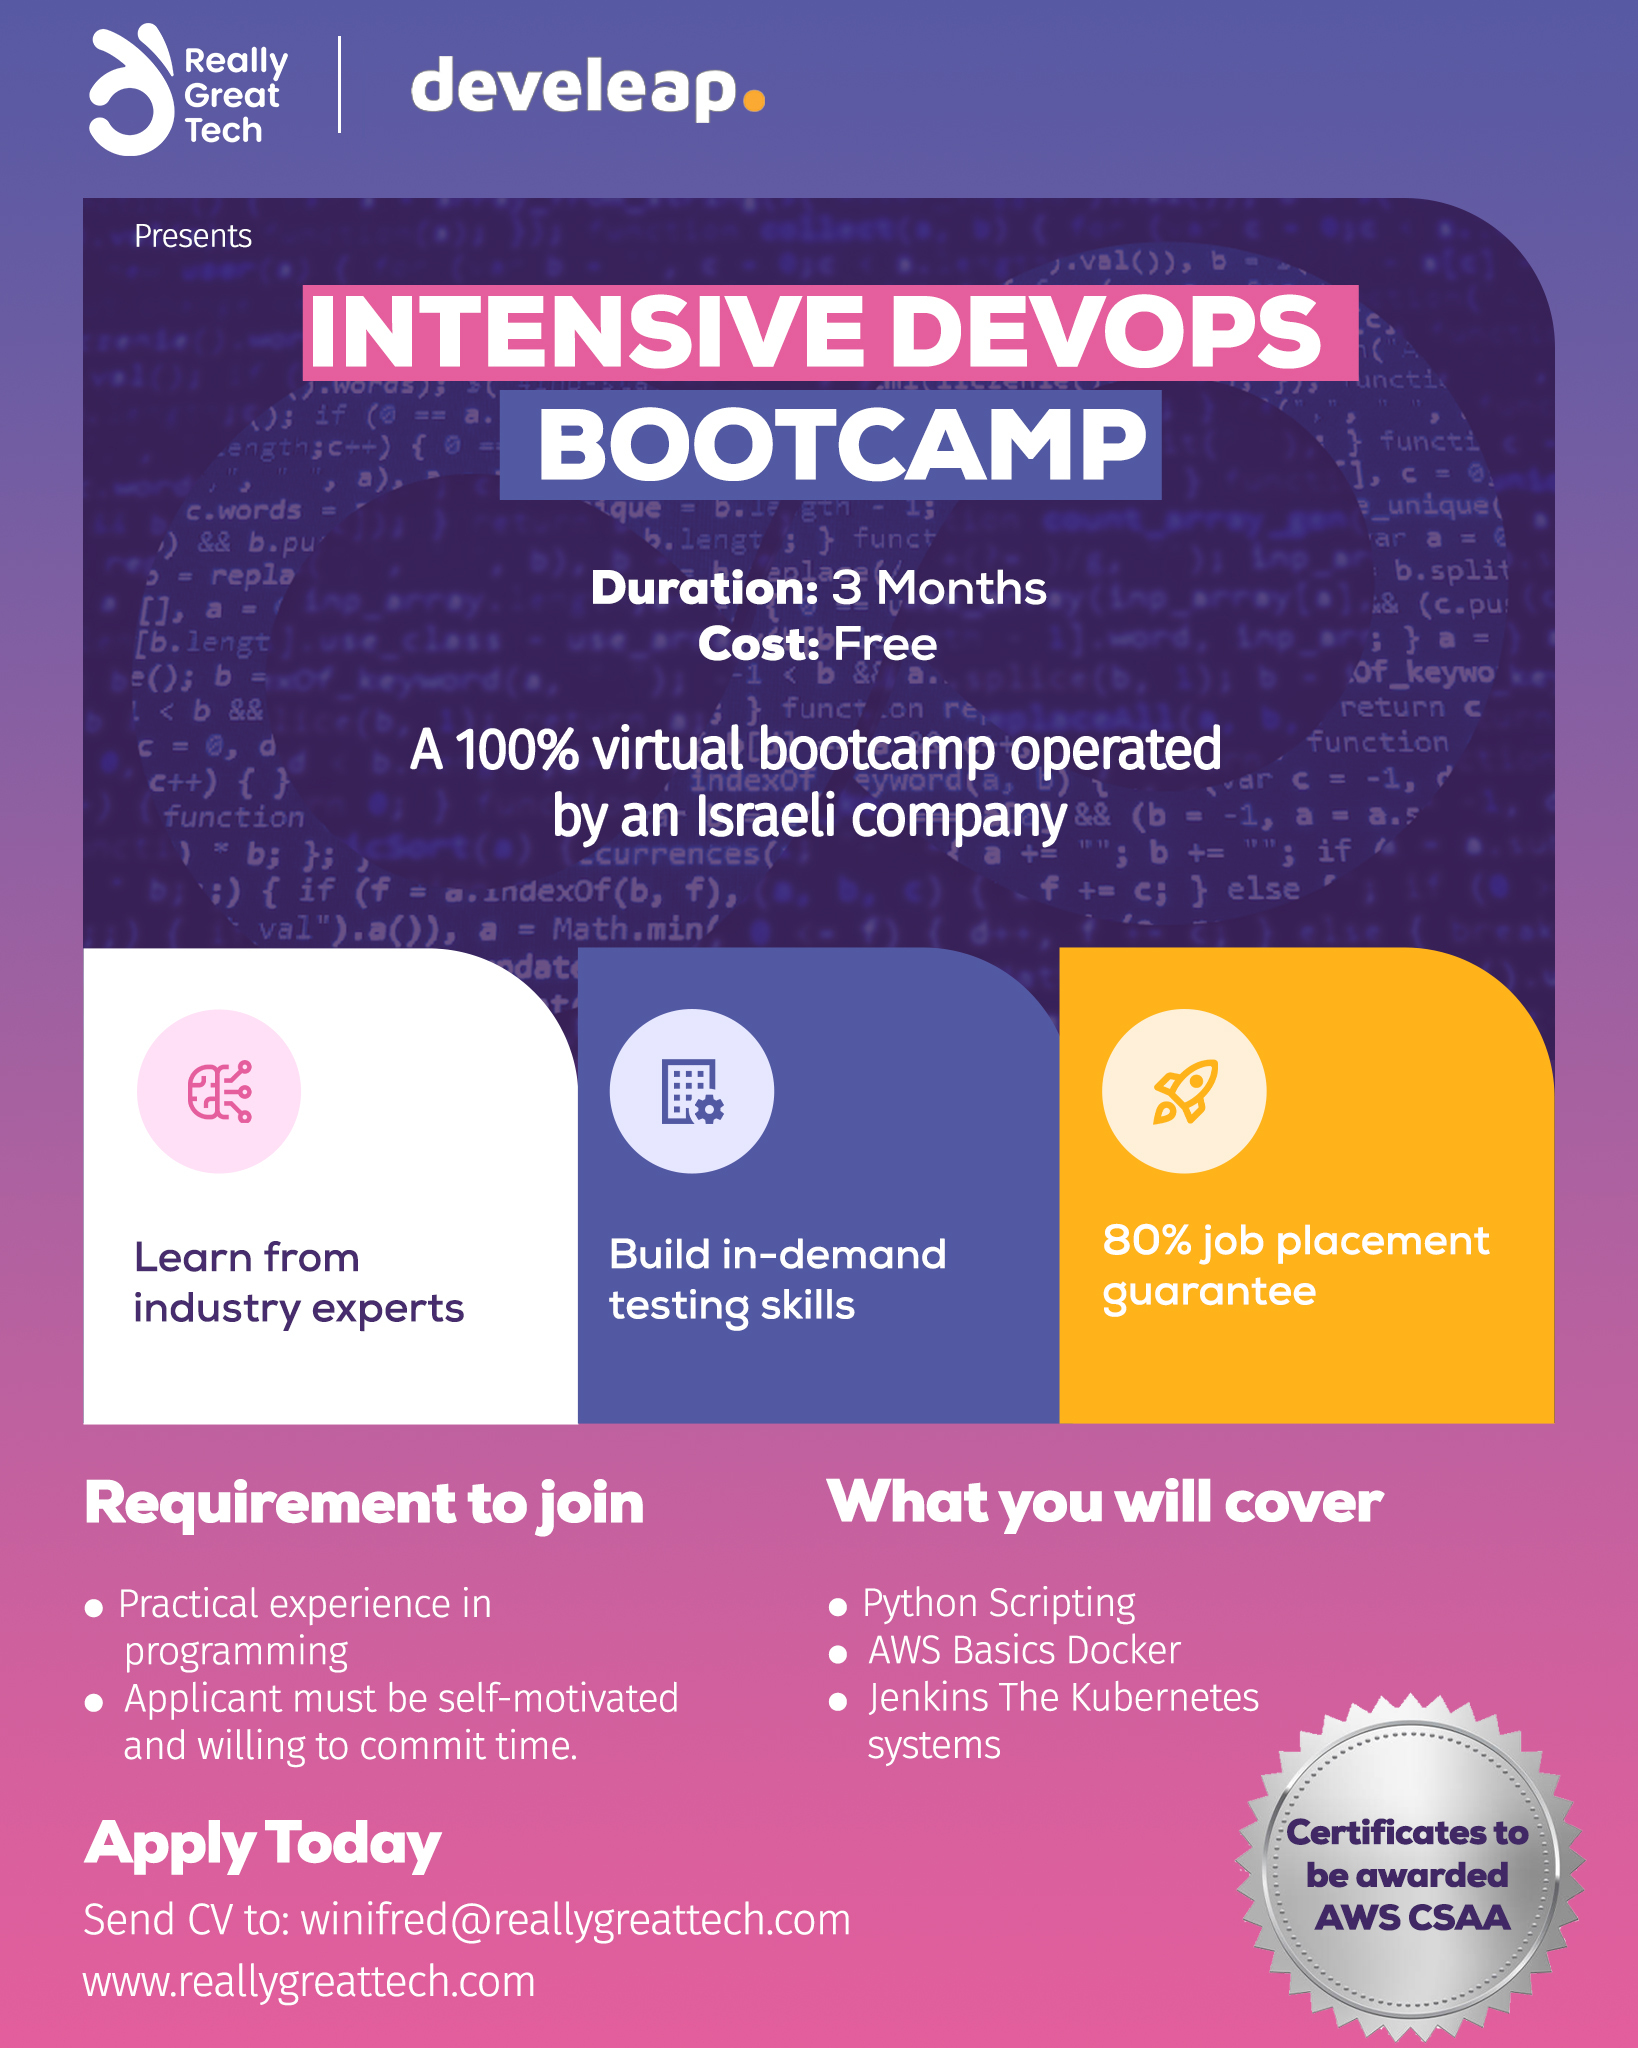 Really
Great
Tech
develeap.
Presents
INTENSIVE DEVOPS
BOOTCAMP
Duration: 3 Months
Cost: Free
A 100% virtual bootcamp operated
by an Israeli company
Learn from
industry experts
Build in-demand
testing skills
80% job placement
guarantee
Requirement to join
• Practical experience in
programming
• Applicant must be self-motivated
and willing to commit time.
What you will cover
• Python Scripting
• AWS Basics Docker
• Jenkins The Kubernetes
systems
Apply Today
Send CV to: winifred@reallygreattech.com
www.reallygreattech.com
Certificates to
be awarded
AWS CSAA